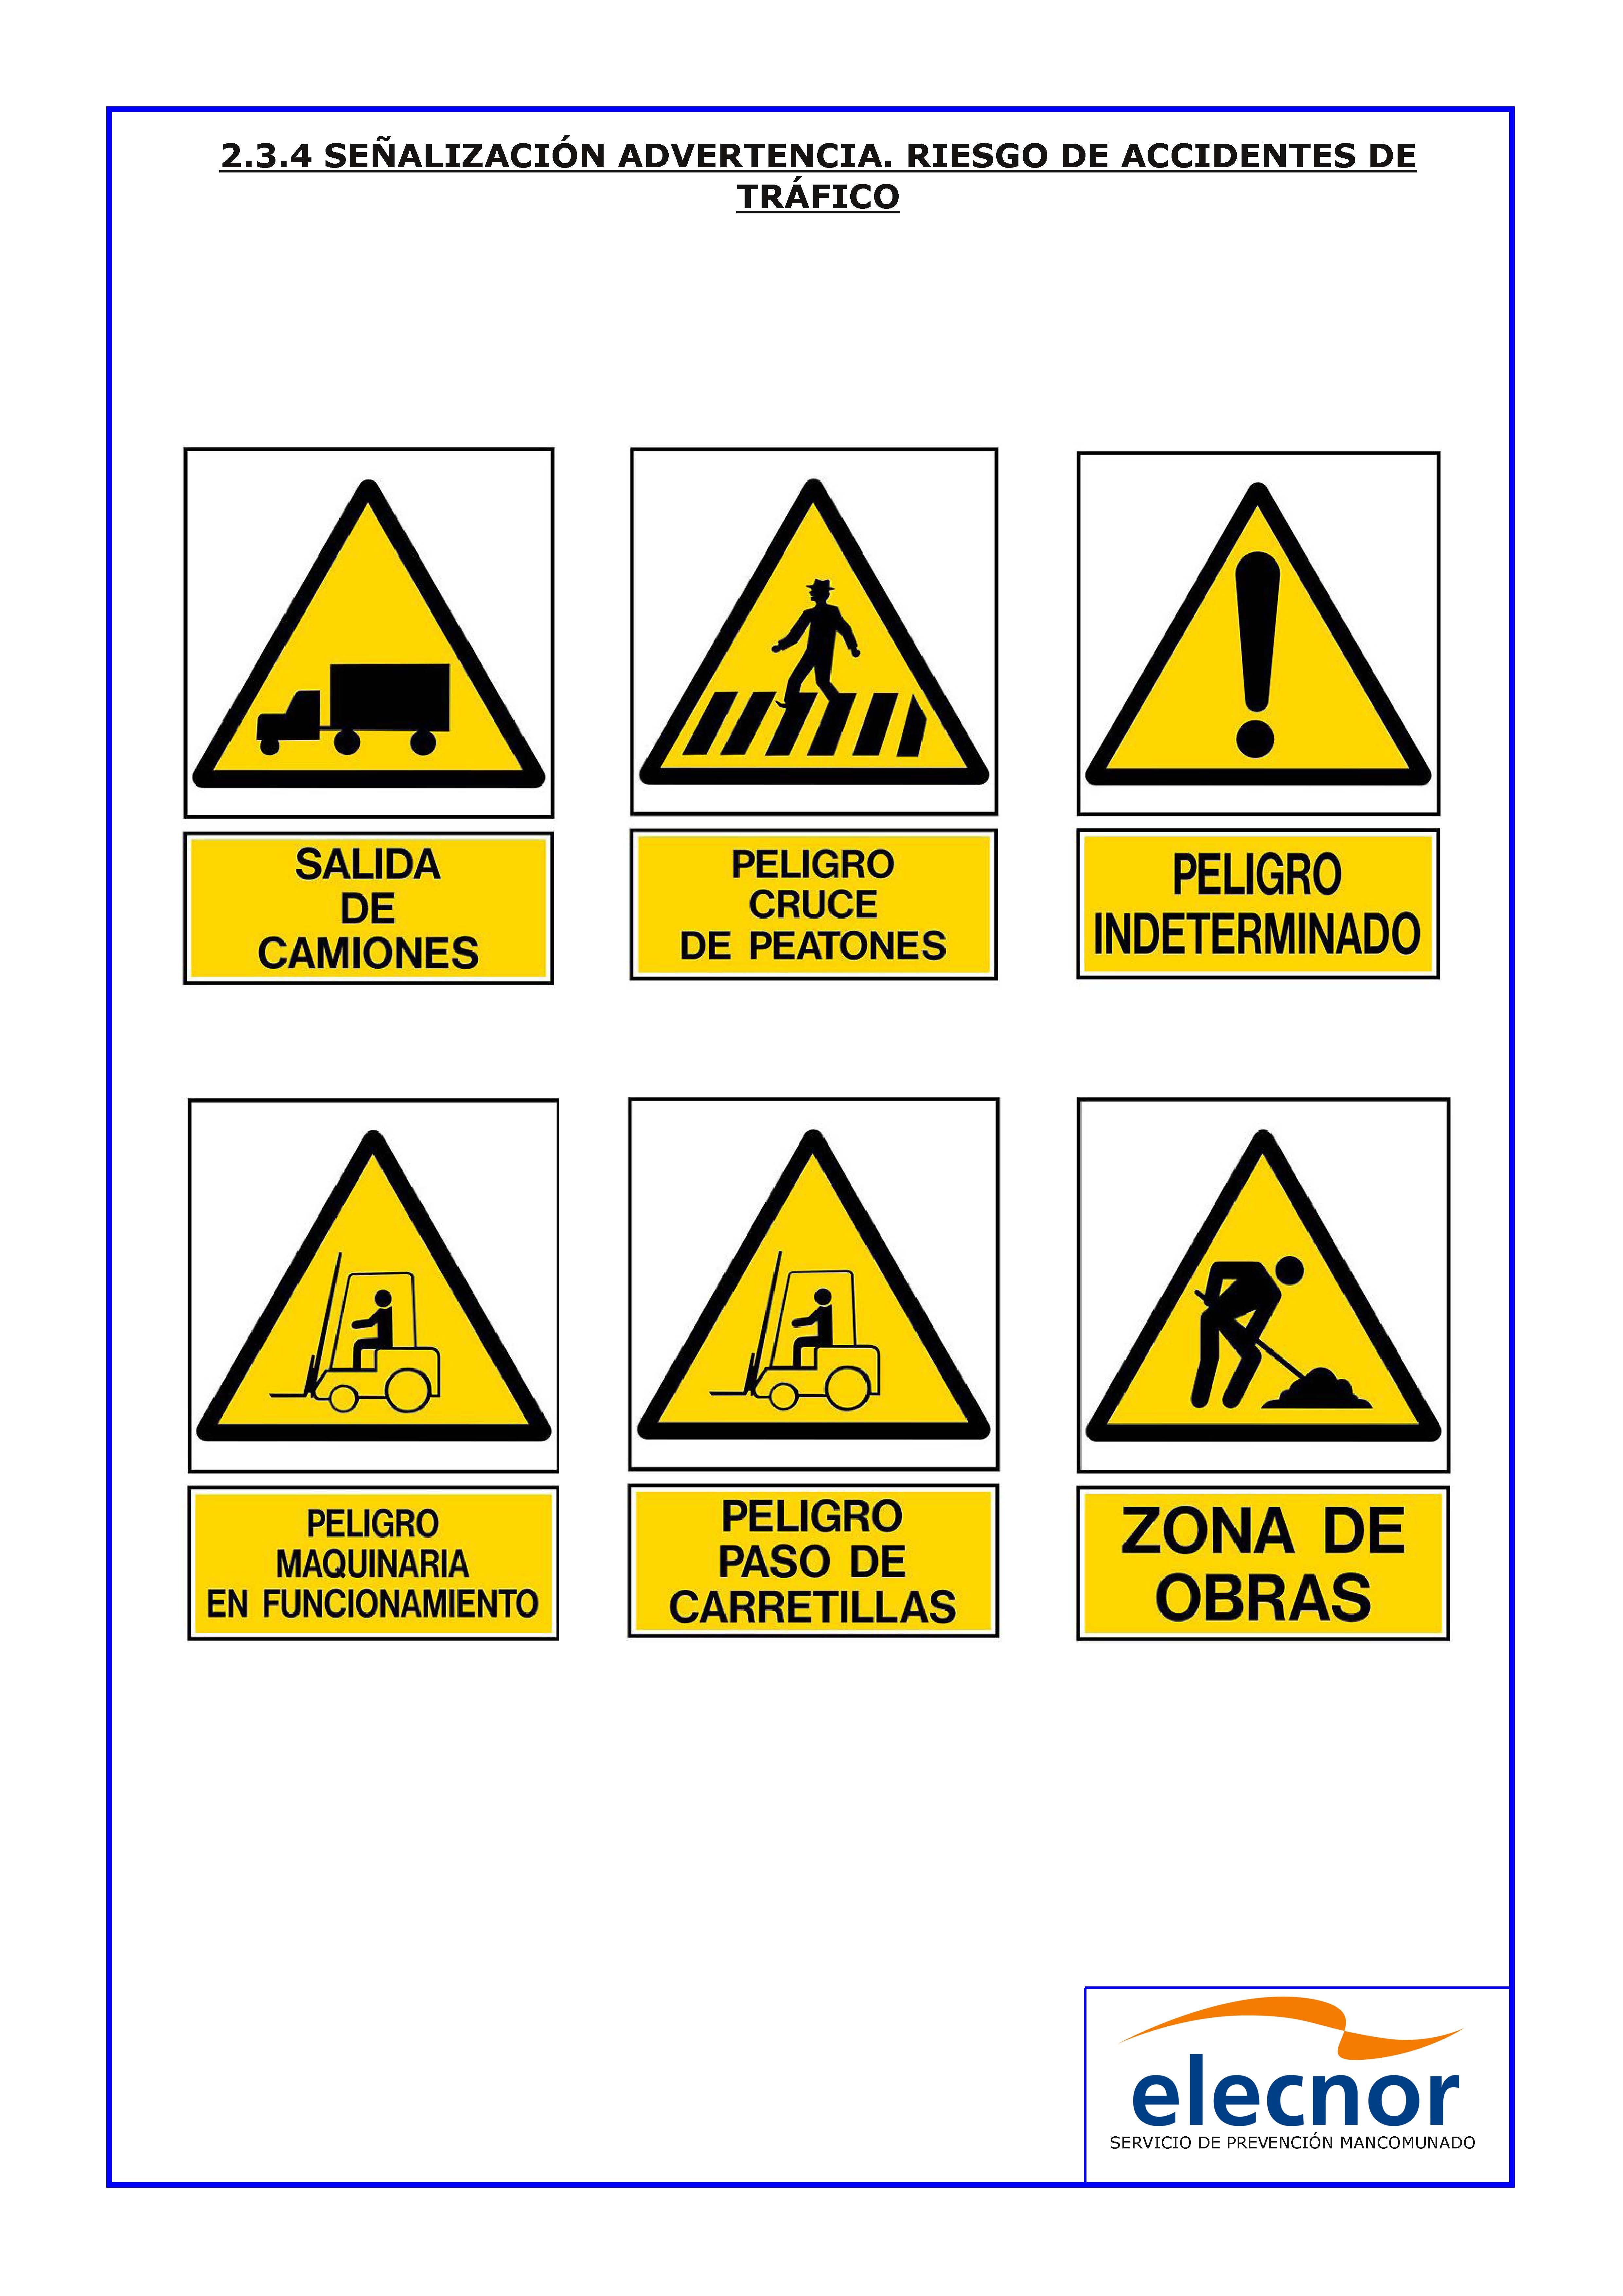 2.3.4 SEÑALIZACIÓN ADVERTENCIA. RIESGO DE ACCIDENTES DE
TRÁFICO
SALIDA
DE
CAMIONES
PELIGRO
CRUCE
DE PEATONES
PELIGRO
INDETERMINADO
PELIGRO
MAQUINARIA
EN FUNCIONAMIENTO
PELIGRO
PASO DE
CARRETILLAS
ZONA DE
OBRAS
elecnor
SERVICIO DE PREVENCIÓN MANCOMUNADO